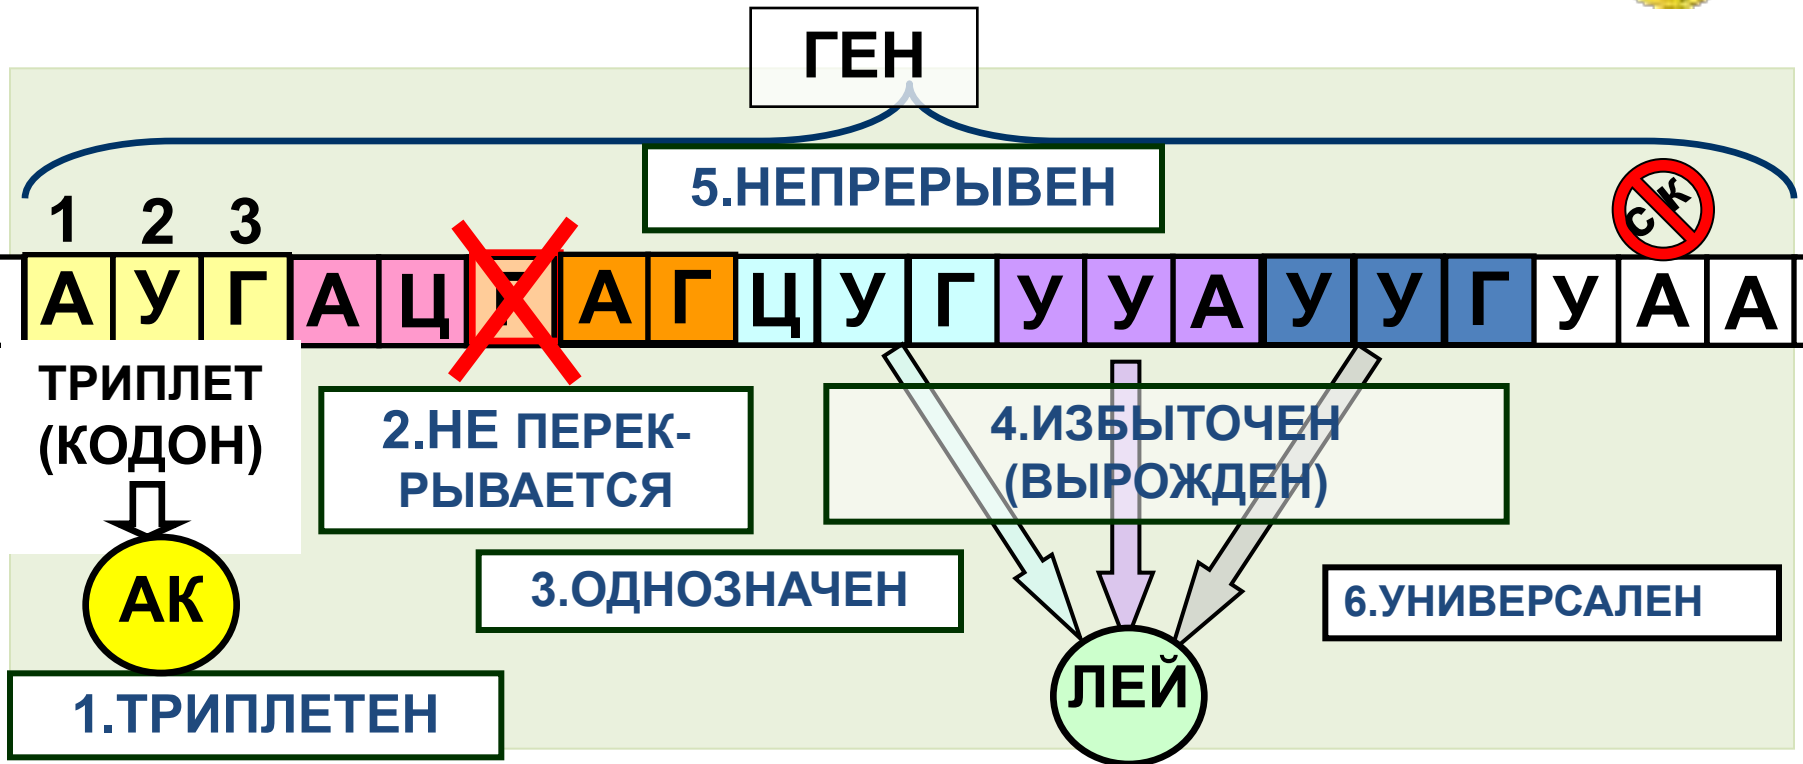 ГЕН
5.НЕПРЕРЫВЕН
1 2 3
СК
А У Г А Ц Г А Г Ц У Г У У А У У Г У А А
ТРИПЛЕТ
(КОДОН)
2.НЕ ПЕРЕК-
РЫВАЕТСЯ
4.ИЗБЫТОЧЕН
(ВЫРОЖДЕН)
АК
3.ОДНОЗНАЧЕН
6.УНИВЕРСАЛЕН
ЛЕЙ
1.ТРИПЛЕТЕН